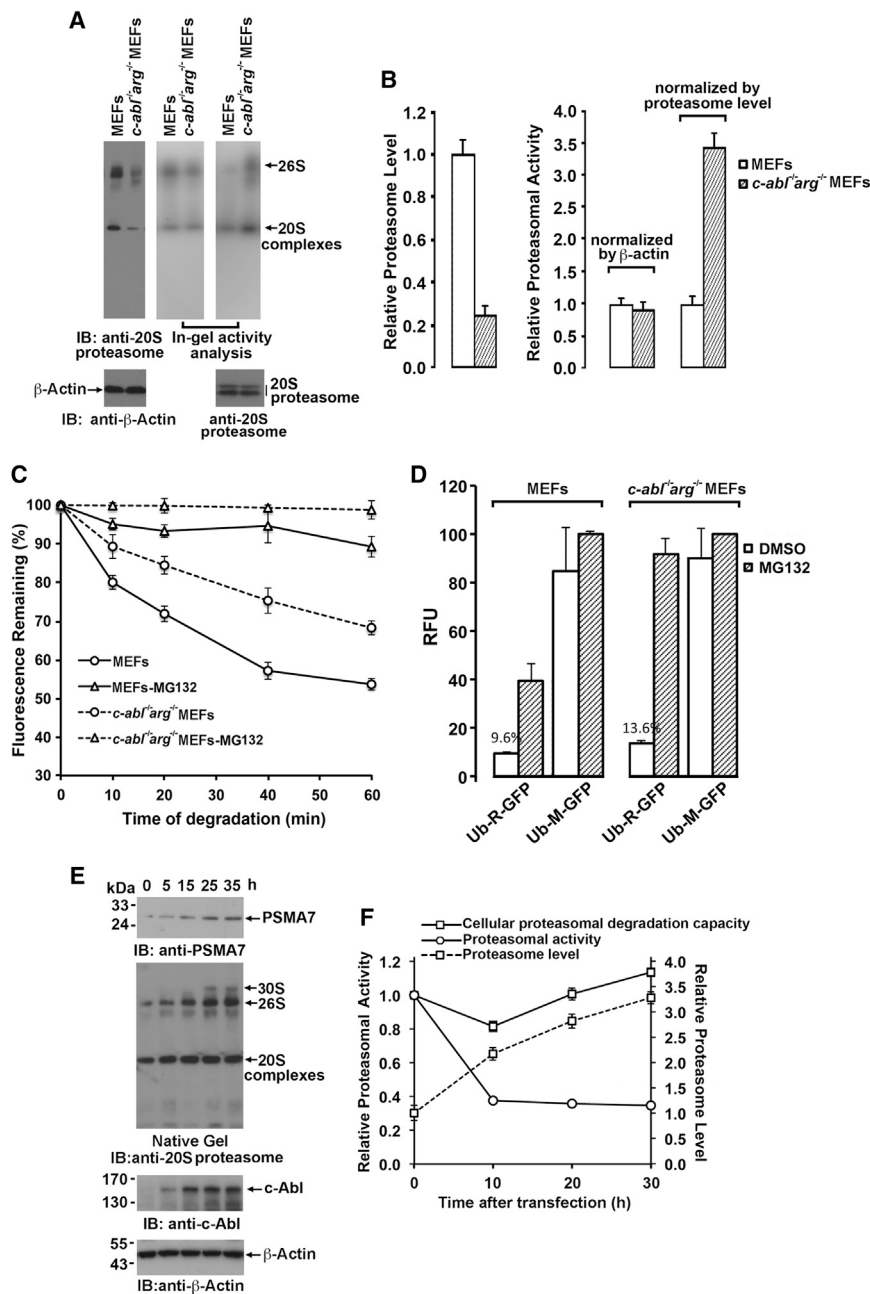 A
MEFs
c-abl-/-arg-/- MEFs
MEFs
c-abl-/-arg-/- MEFs
MEFs
c-abl-/-arg-/- MEFs
26S
20S
complexes
IB: anti-20S
proteasome
In-gel activity
analysis
β-Actin
20S
proteasome
IB: anti-β-Actin
anti-20S
proteasome
B
Relative Proteasome Level
1.2
1.0
0.8
0.6
0.4
0.2
0.0
Relative Proteasomal Activity
4.0
3.5
3.0
2.5
2.0
1.5
1.0
0.5
0.0
normalized by
proteasome level
normalized
by β-actin
MEFs
c-abl-/-arg-/- MEFs
C
Fluorescence Remaining (%)
100
90
80
70
60
50
40
30
MEFs
MEFs-MG132
c-abl-/-arg-/-MEFs
c-abl-/-arg-/-MEFs-MG132
0 10 20 30 40 50 60
Time of degradation (min)
D
RFU
120
100
80
60
40
20
0
MEFs
c-abl-/-arg-/- MEFs
DMSO
MG132
9.6%
13.6%
Ub-R-GFP
Ub-M-GFP
Ub-R-GFP
Ub-M-GFP
E
kDa 0 5 15 25 35 h
33
24
PSMA7
IB: anti-PSMA7
30S
26S
20S
complexes
Native Gel
IB:anti-20S proteasome
170
130
c-Abl
IB: anti-c-Abl
55
43
β-Actin
IB:anti-β-Actin
F
Cellular proteasomal degradation capacity
Proteasomal activity
Proteasome level
Relative Proteasomal Activity
1.2
1.0
0.8
0.6
0.4
0.2
0.0
4.0
3.5
3.0
2.5
2.0
1.5
1.0
0.5
0.0
Relative Proteasome Level
0 10 20 30
Time after transfection (h)